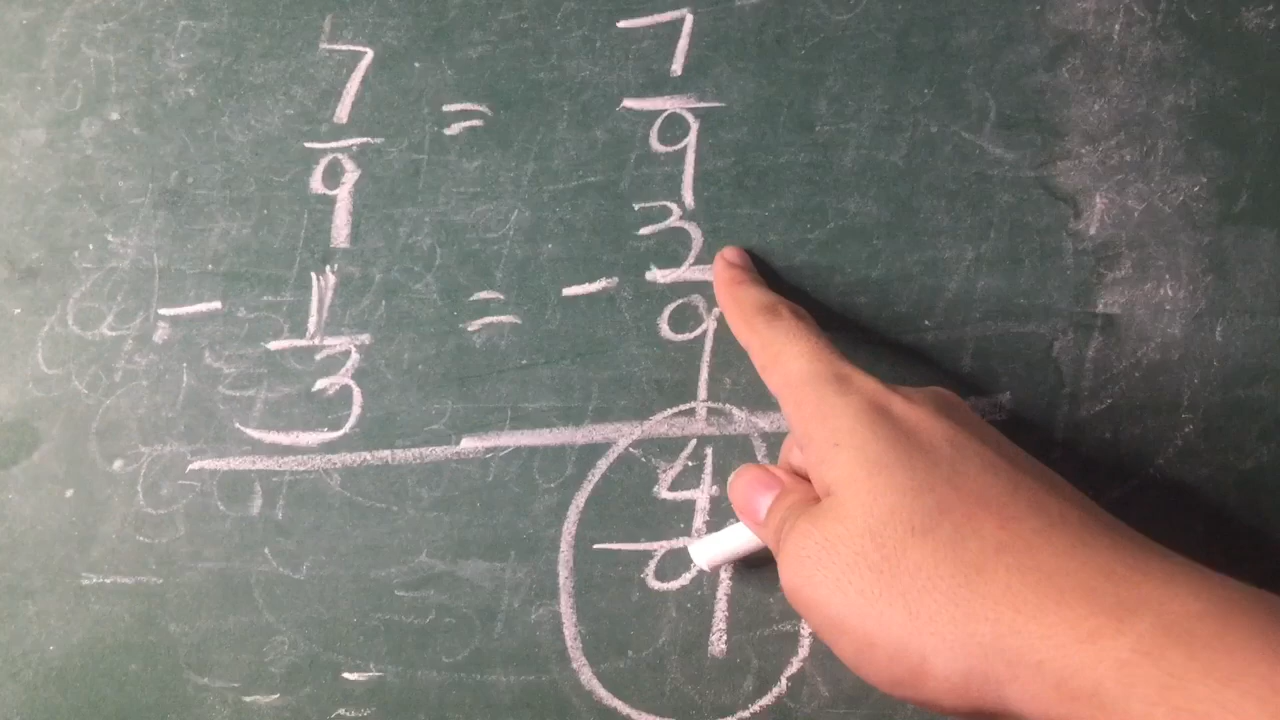 7/9 = 7/9
- 1/3 = - 3/9
4/9